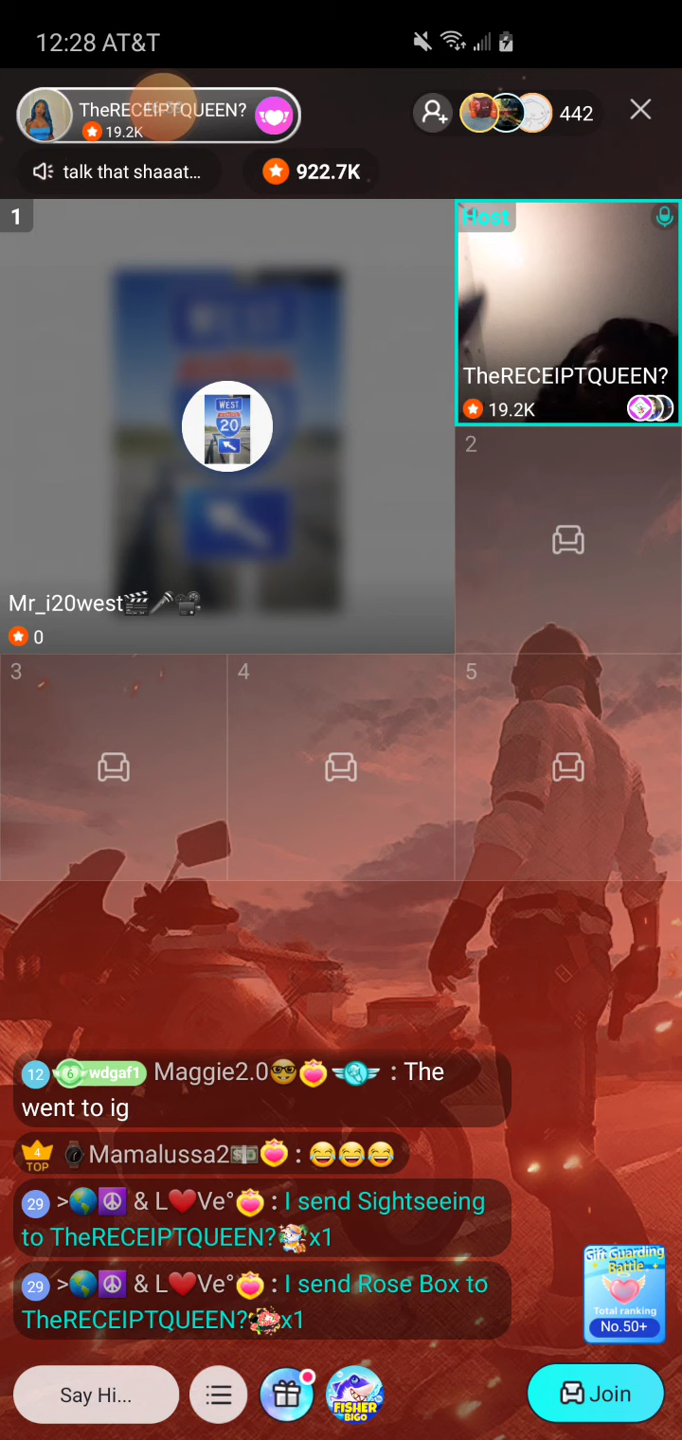 12:28 AT&T
TheRECEIPTQUEEN?
19.2K
442
talk that shaaat...
922.7K
1
WEST
20
Mr_i20west
0
Host
TheRECEIPTQUEEN?
19.2K
2
3
4
5
12 6 wdgaf1 Maggie2.0 : The
went to ig
4 TOP Mamalussa2 :
29 > & L❤️Ve° : I send Sightseeing
to TheRECEIPTQUEEN? x1
29 > & L❤️Ve° : I send Rose Box to
TheRECEIPTQUEEN? x1
Gift Guarding
Battle
Total ranking
No.50+
Say Hi...
FISHER
BIGO
Join